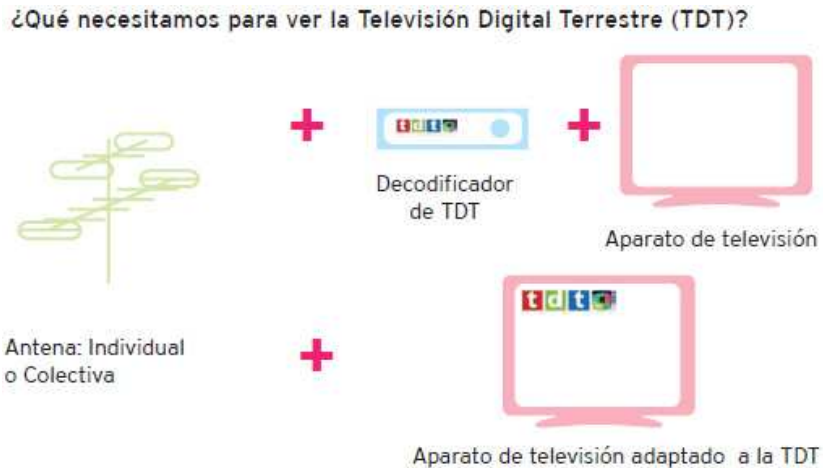 ¿Qué necesitamos para ver la Televisión Digital Terrestre (TDT)?
tdt
Decodificador
de TDT
Aparato de televisión
tdt
Antena: Individual
o Colectiva
Aparato de televisión adaptado a la TDT